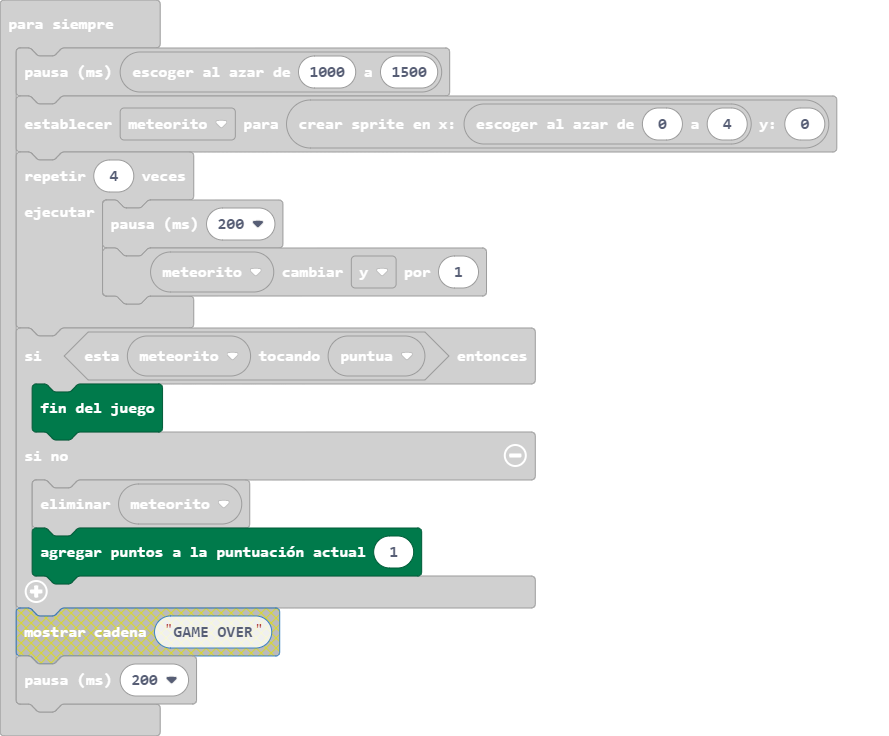 para siempre
pausa (ms) escoger al azar de 1000 a 1500
establecer meteorito para crear sprite en x: escoger al azar de 0 a 4 y: 0
repetir 4 veces
ejecutar
pausa (ms) 200
meteorito cambiar y por 1
si esta meteorito tocando puntua entonces
fin del juego
si no
eliminar meteorito
agregar puntos a la puntuación actual 1
mostrar cadena "GAME OVER"
pausa (ms) 200